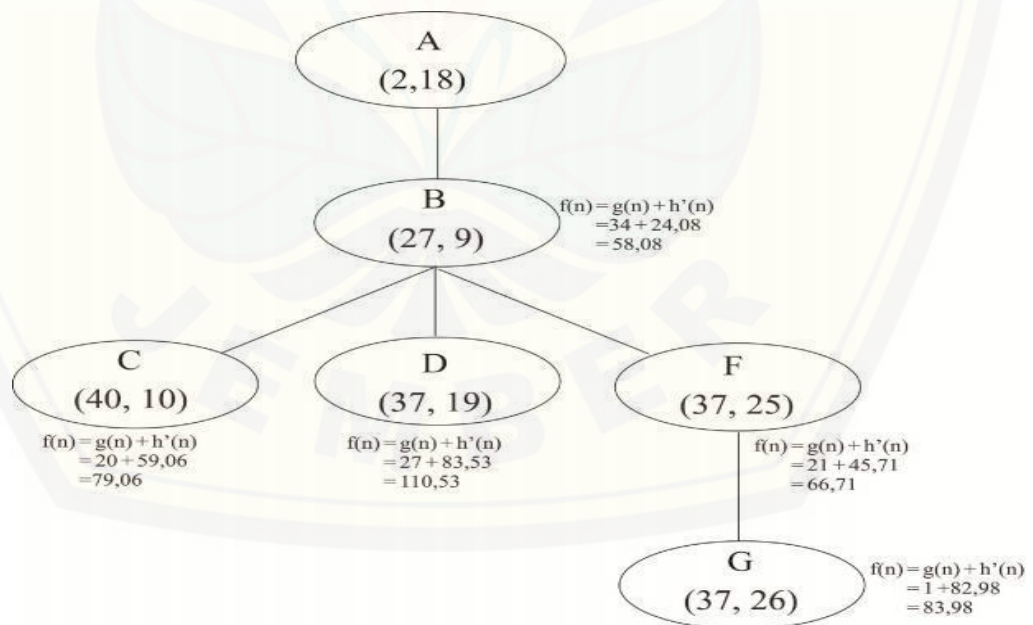 A
(2,18)
B
(27, 9)
f(n) = g(n) + h'(n)
=34 + 24,08
=58,08
C
(40, 10)
f(n) = g(n) + h'(n)
= 20 + 59,06
=79,06
D
(37, 19)
f(n) = g(n) + h'(n)
= 27 + 83,53
= 110,53
F
(37, 25)
f(n) = g(n) + h'(n)
= 21 + 45,71
= 66,71
G
(37, 26)
f(n) = g(n) + h'(n)
= 1 +82,98
= 83,98
JEMBER